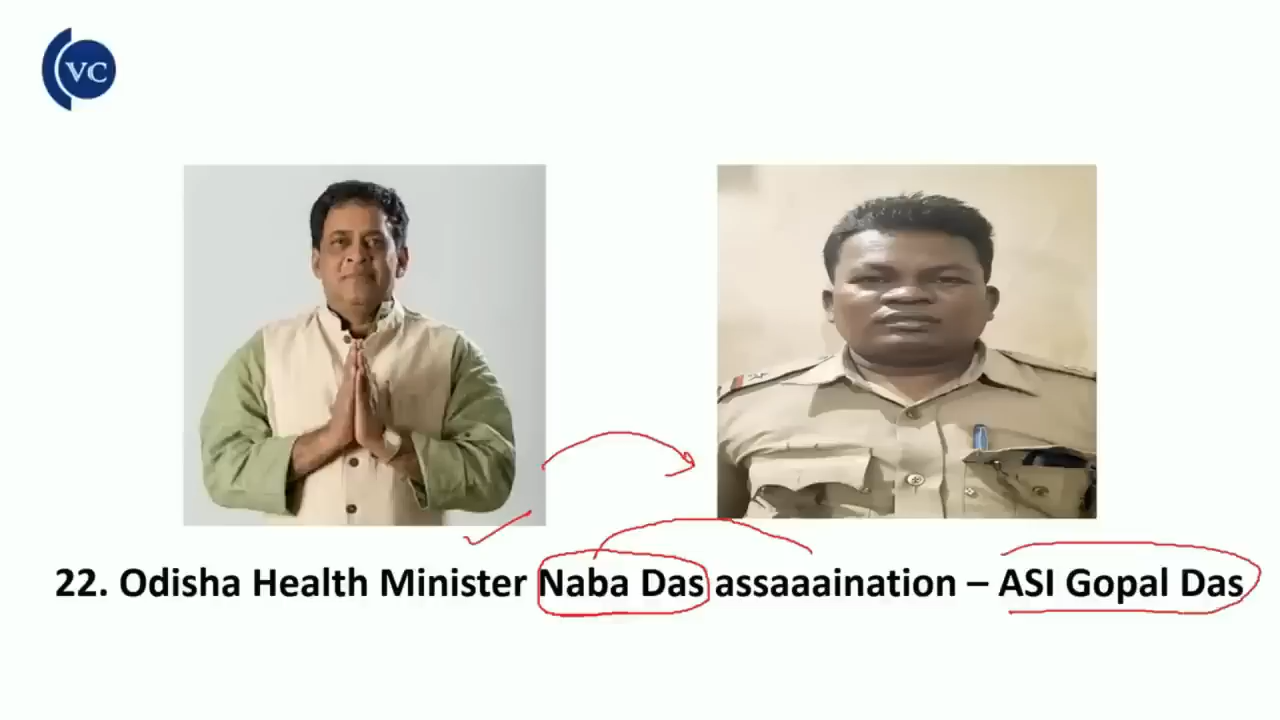 VC
22. Odisha Health Minister Naba Das assaaaination – ASI Gopal Das